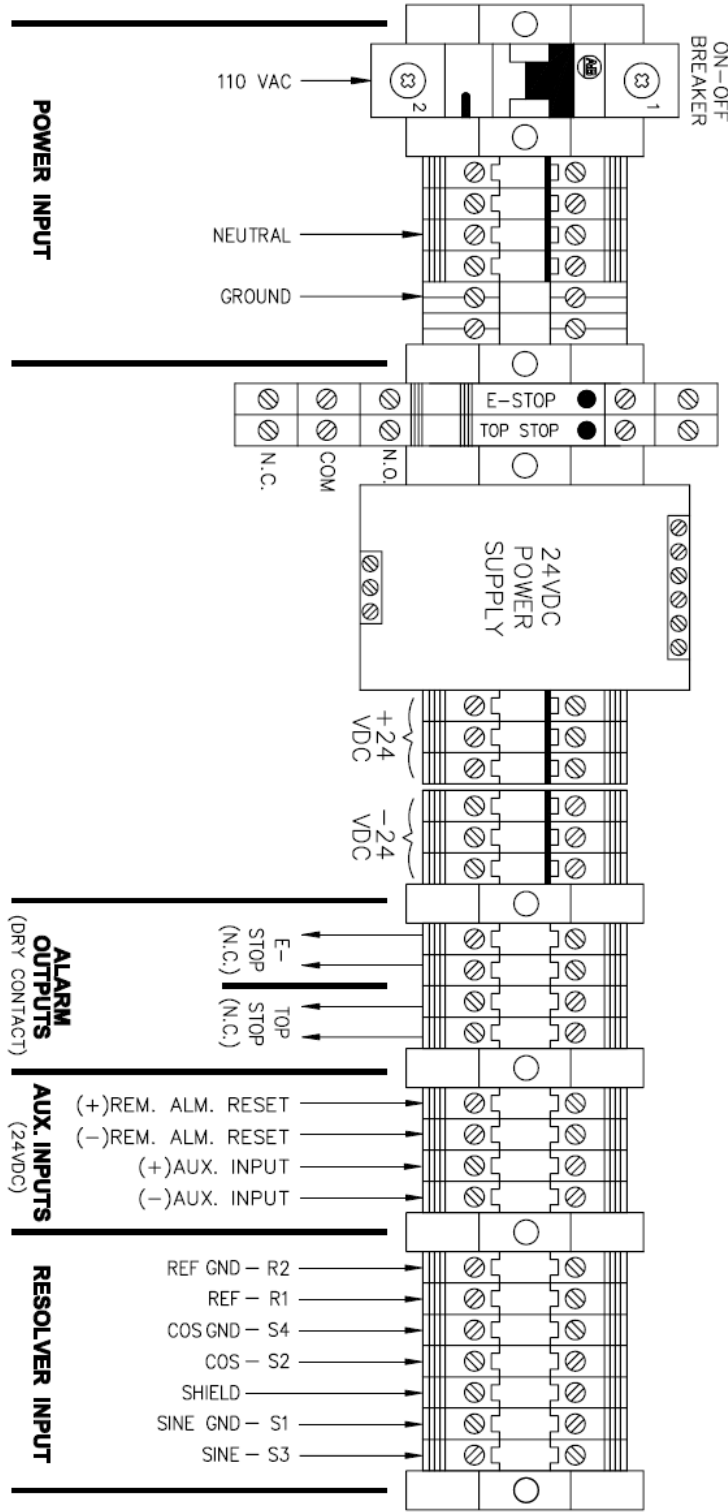 ON-OFF
BREAKER
1
AB
2
110 VAC
POWER INPUT
NEUTRAL
GROUND
E-STOP
TOP STOP
N.C.
COM
N.O.
24VDC
POWER
SUPPLY
+24
VDC
-24
VDC
ALARM
OUTPUTS
(DRY CONTACT)
E-
STOP
(N.C.)
TOP
STOP
(N.C.)
AUX. INPUTS
(24VDC)
(+)REM. ALM. RESET
(-)REM. ALM. RESET
(+)AUX. INPUT
(-)AUX. INPUT
RESOLVER INPUT
REF GND - R2
REF - R1
COS GND - S4
COS - S2
SHIELD
SINE GND - S1
SINE - S3